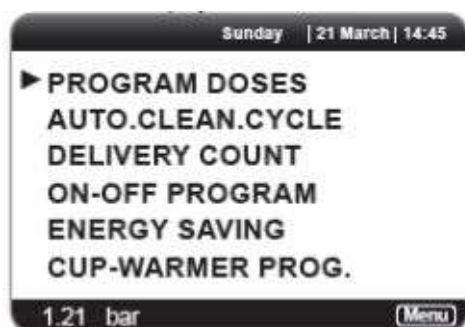 Sunday | 21 March | 14:45
PROGRAM DOSES
AUTO.CLEAN.CYCLE
DELIVERY COUNT
ON-OFF PROGRAM
ENERGY SAVING
CUP-WARMER PROG.
1.21 bar Menu